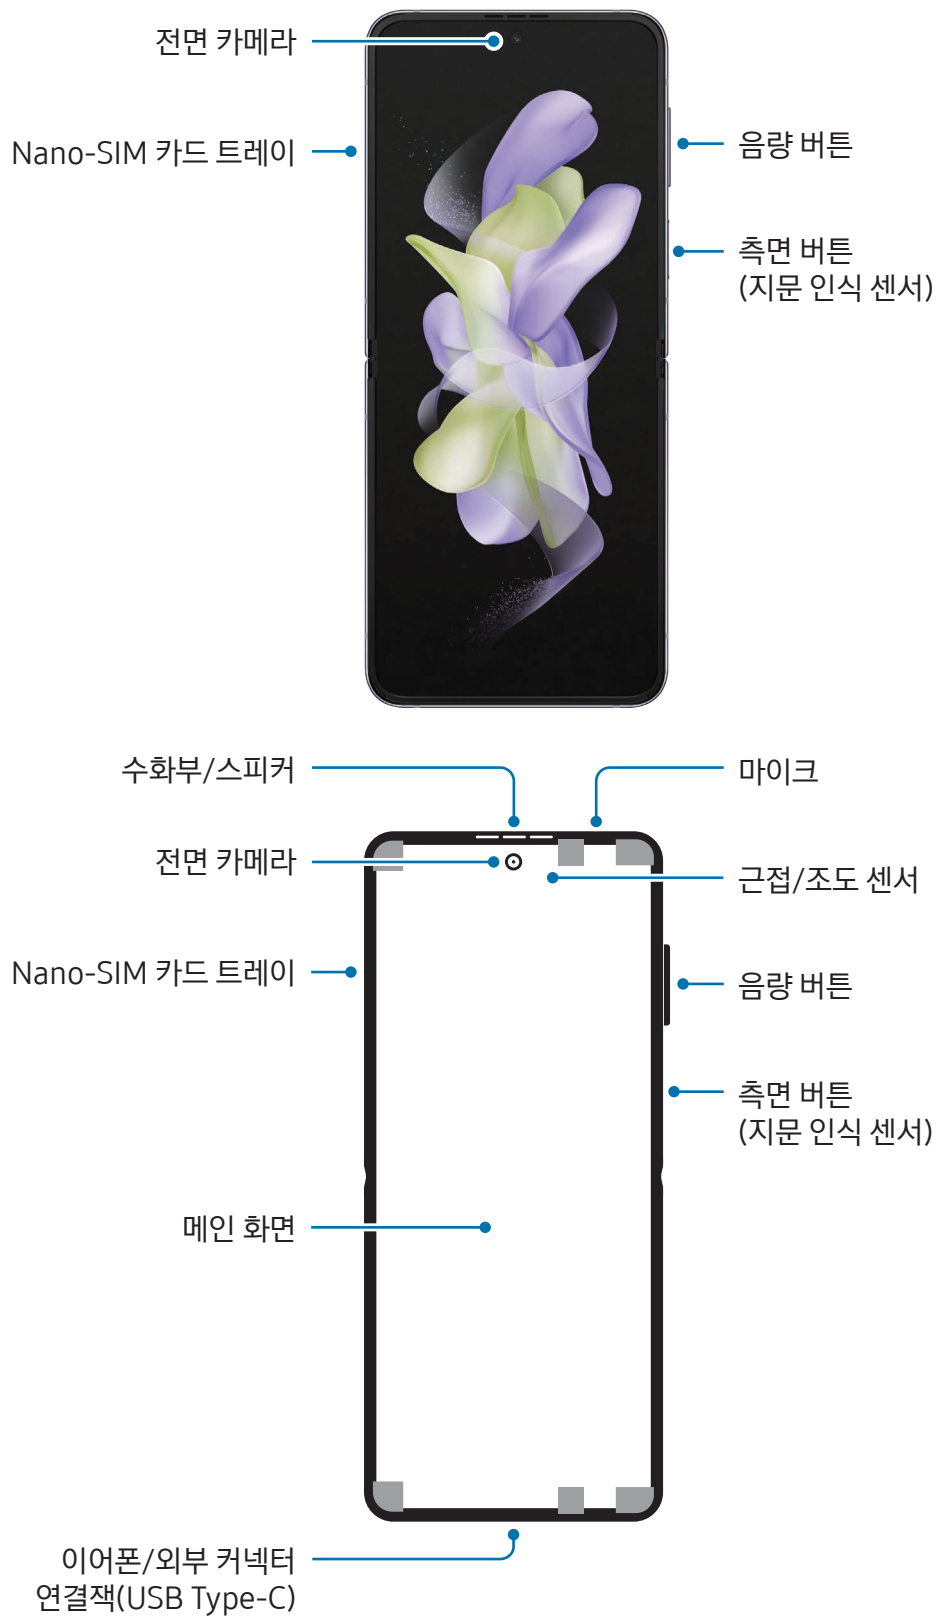 전면 카메라
Nano-SIM 카드 트레이
음량 버튼
측면 버튼
(지문 인식 센서)
수화부/스피커
마이크
전면 카메라
근접/조도 센서
Nano-SIM 카드 트레이
음량 버튼
측면 버튼
(지문 인식 센서)
메인 화면
이어폰/외부 커넥터
연결잭(USB Type-C)